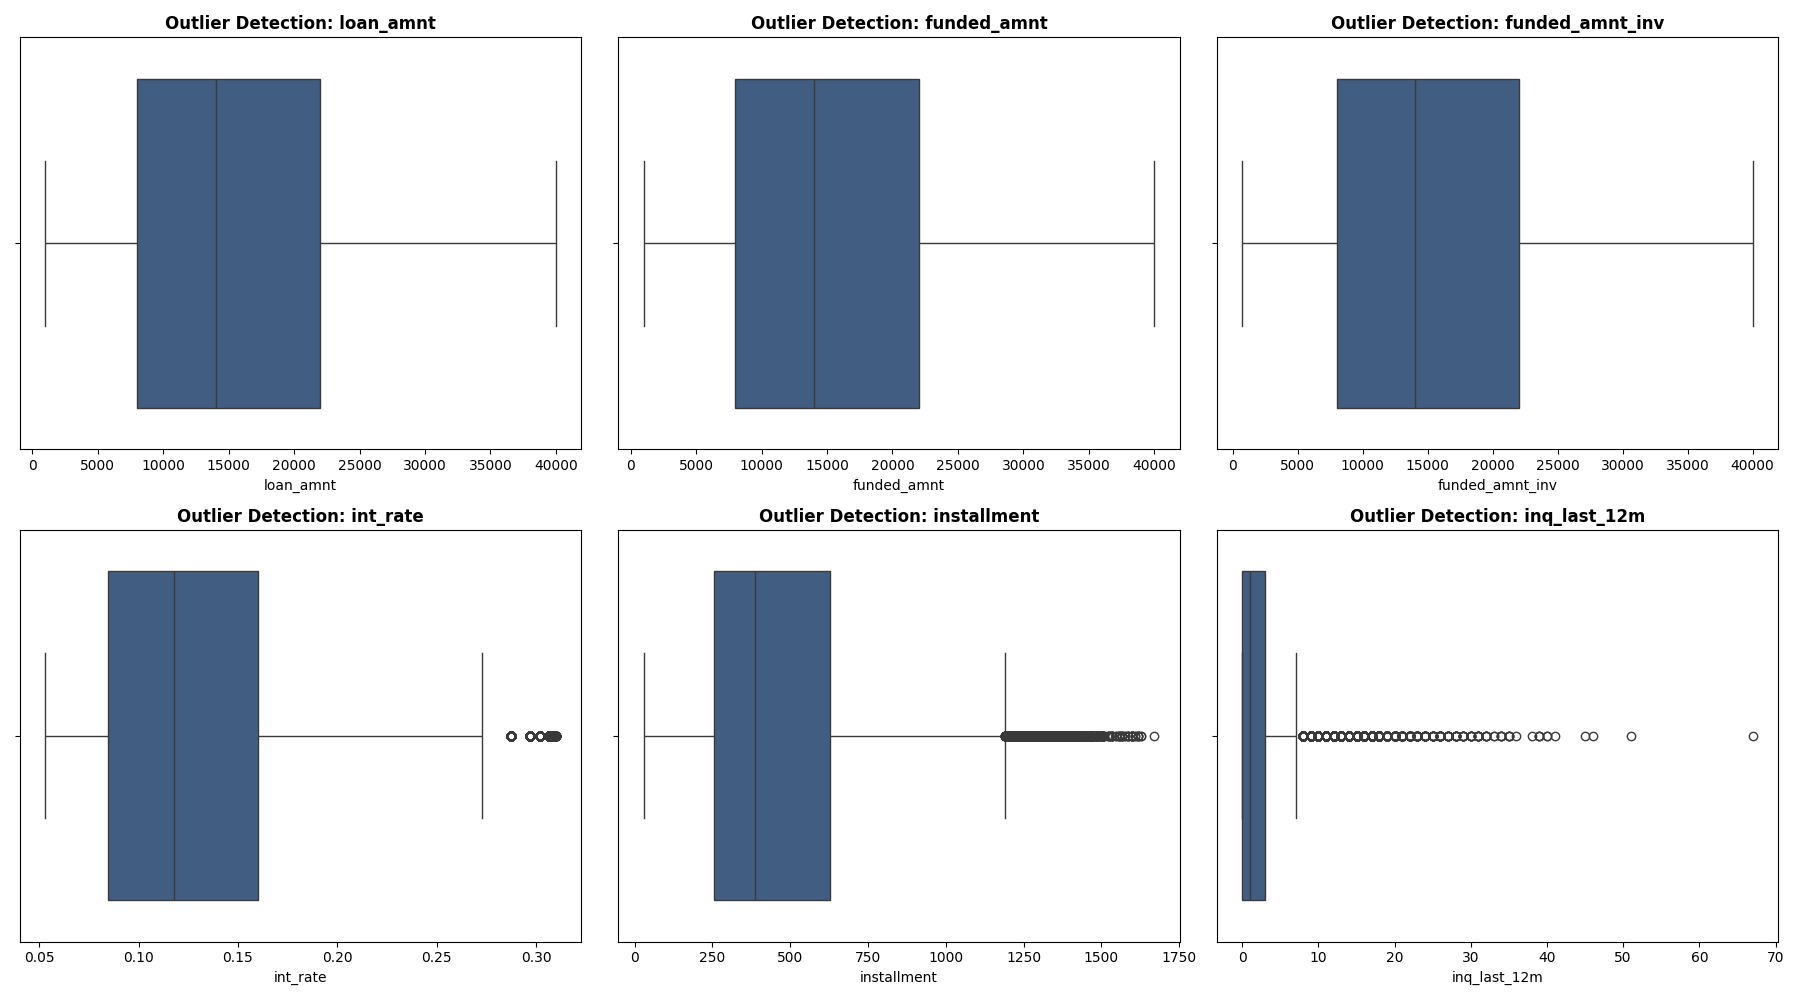 Outlier Detection: loan_amnt
Outlier Detection: funded_amnt
Outlier Detection: funded_amnt_inv
0 5000 10000 15000 20000 25000 30000 35000 40000
loan_amnt
0 5000 10000 15000 20000 25000 30000 35000 40000
funded_amnt
0 5000 10000 15000 20000 25000 30000 35000 40000
funded_amnt_inv
Outlier Detection: int_rate
Outlier Detection: installment
Outlier Detection: inq_last_12m
0.05 0.10 0.15 0.20 0.25 0.30
int_rate
0 250 500 750 1000 1250 1500 1750
installment
0 10 20 30 40 50 60 70
inq_last_12m